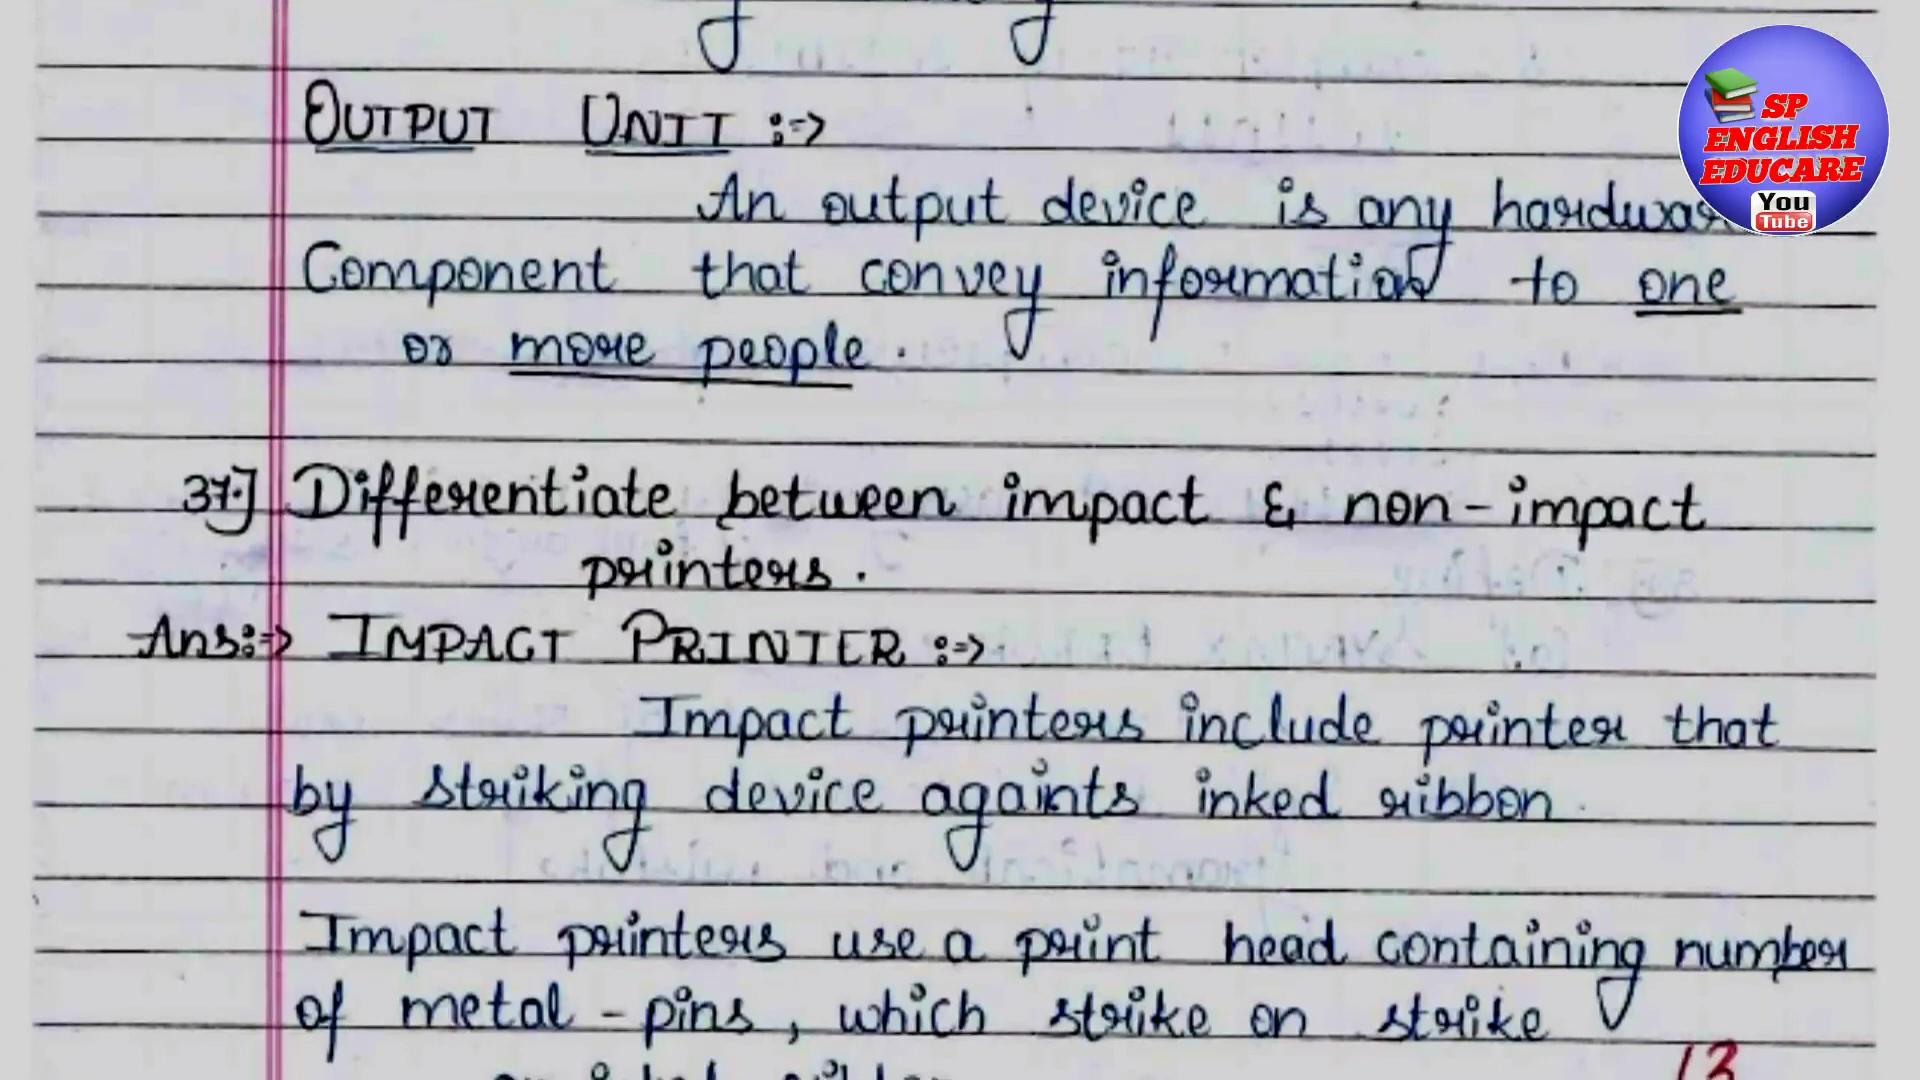 OUTPUT UNIT :->
An output device is any hardwar
Component that convey information to one
or more people.
37.] Differentiate between impact & non-impact
printers.
Ans:-> IMPACT PRINTER :->
Impact printers include printer that
by striking device againts inked ribbon.
Impact printers use a print head containing number
of metal-pins, which strike on strike
13
SP
ENGLISH
EDUCARE
You
Tube